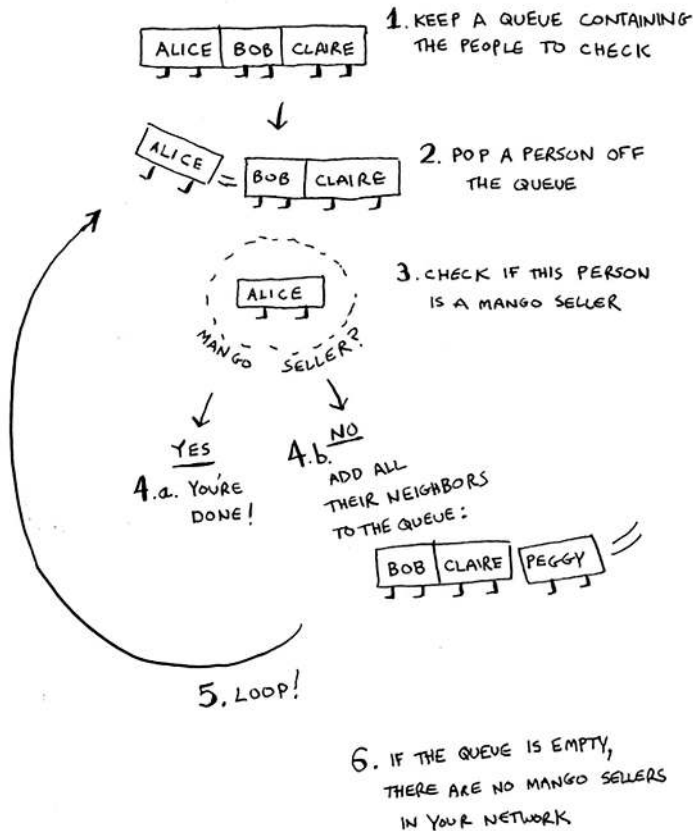 ALICE BOB CLAIRE
1. KEEP A QUEUE CONTAINING
THE PEOPLE TO CHECK
ALICE BOB CLAIRE
2. POP A PERSON OFF
THE QUEUE
ALICE
MANGO SELLER?
3. CHECK IF THIS PERSON
IS A MANGO SELLER
YES
4.a. YOU'RE
DONE!
4.b. NO
ADD ALL
THEIR NEIGHBORS
TO THE QUEUE:
BOB CLAIRE PEGGY
5. LOOP!
6. IF THE QUEUE IS EMPTY,
THERE ARE NO MANGO SELLERS
IN YOUR NETWORK